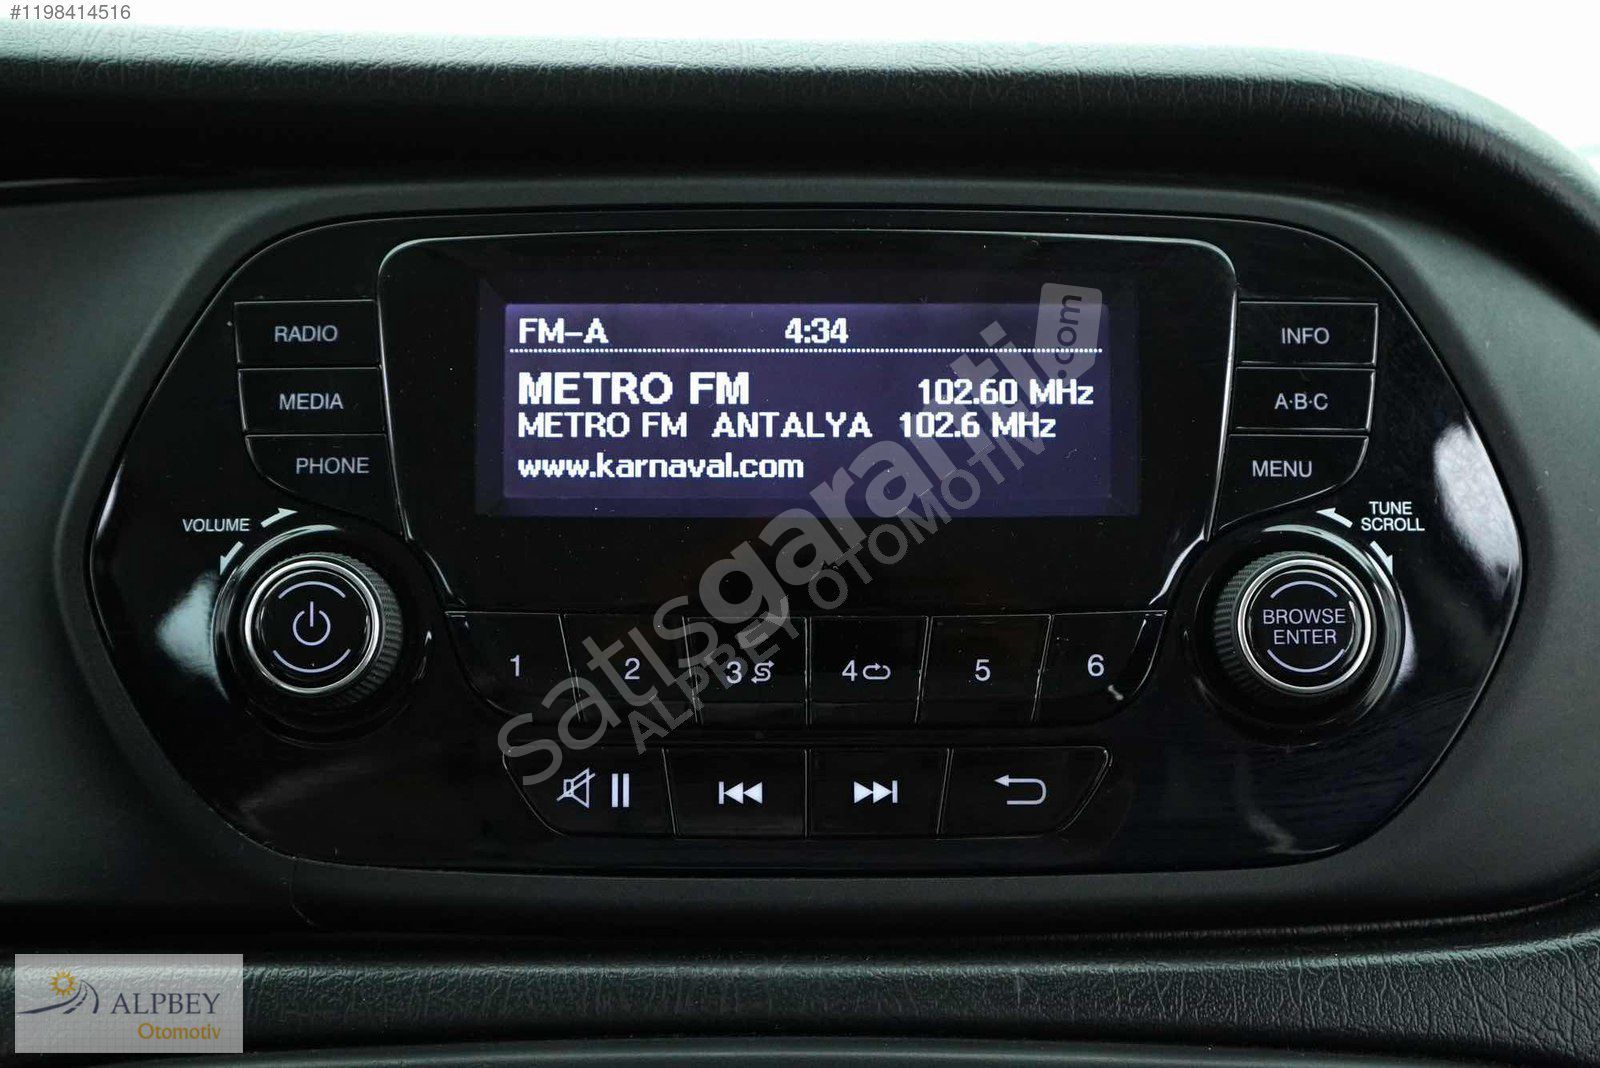 #1198414516
FM-A 4:34
METRO FM 102.60 MHz
METRO FM ANTALYA 102.6 MHz
www.karnaval.com
RADIO
MEDIA
PHONE
INFO
A·B·C
MENU
VOLUME
TUNE
SCROLL
BROWSE
ENTER
1 2 3 4 5 6
satışgaranti.com
ALPBEY OTOMOTİV
ALPBEY
Otomotiv